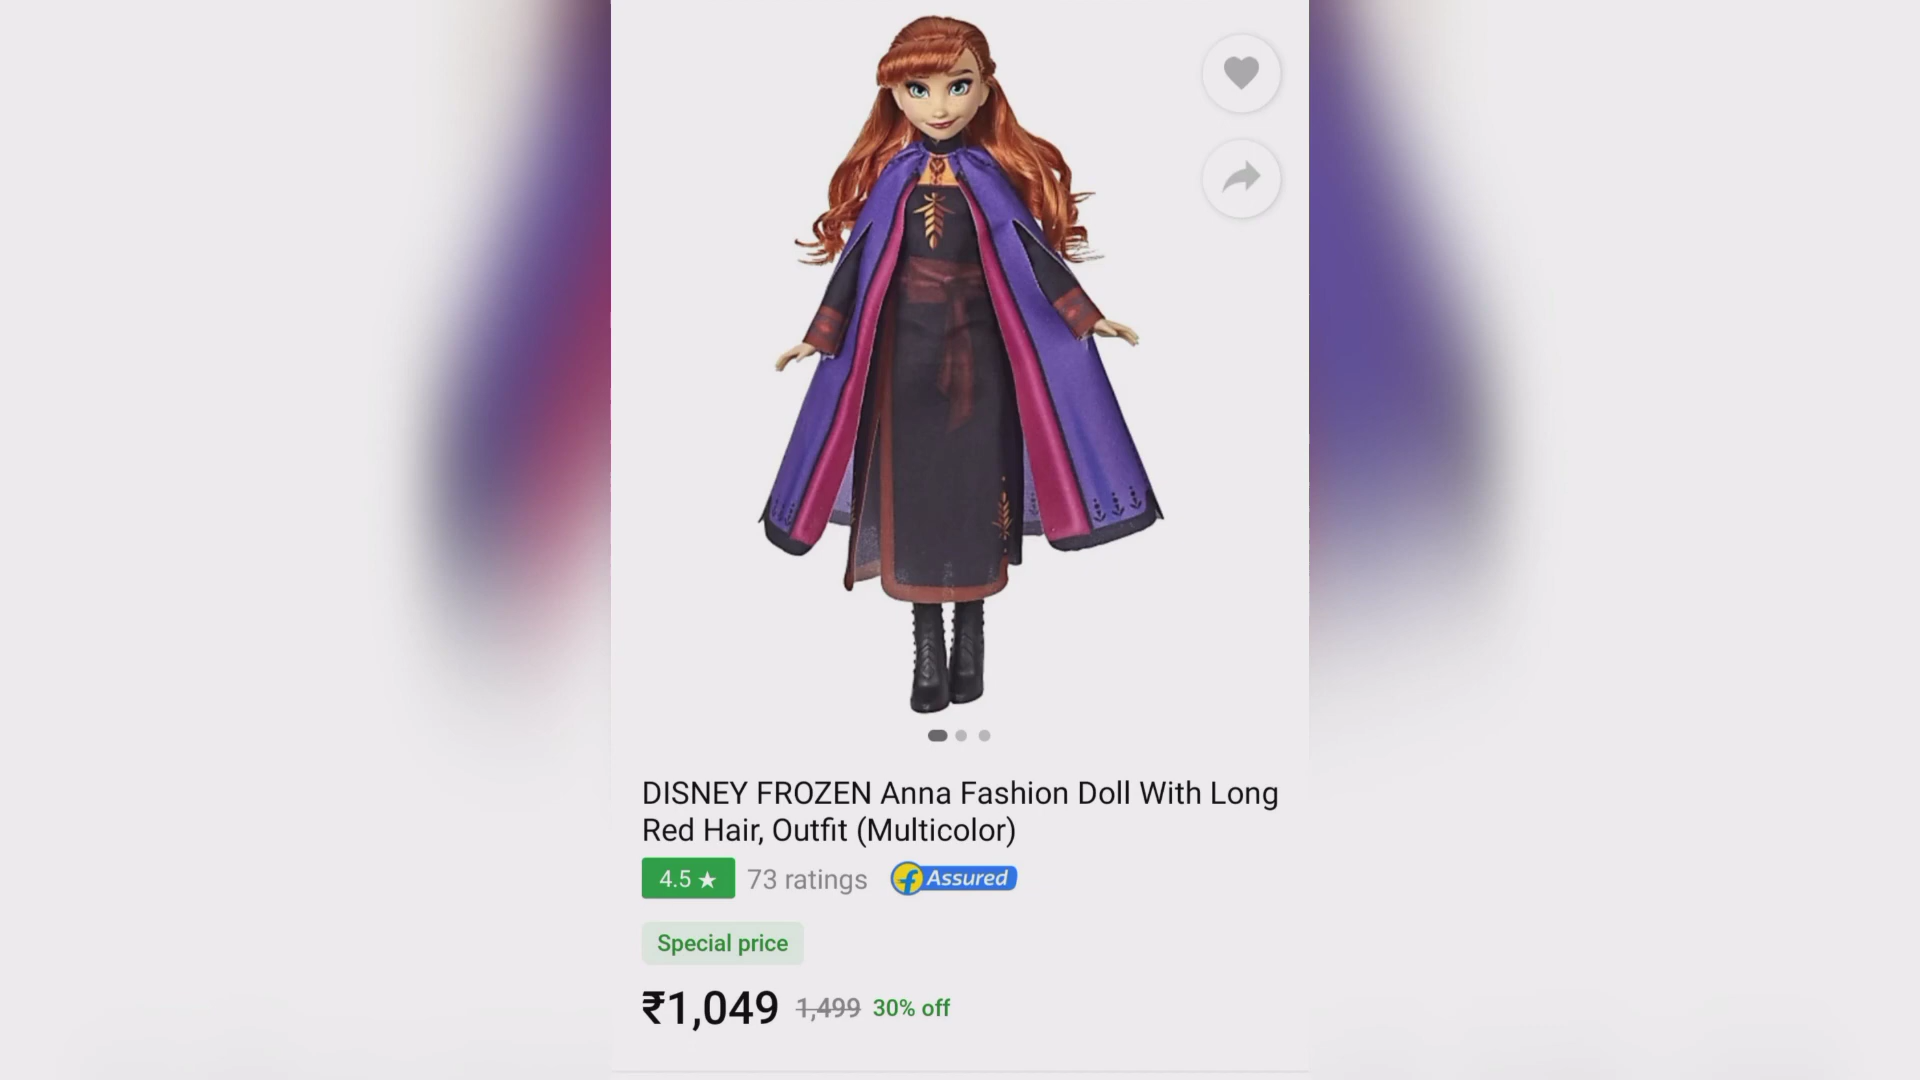 DISNEY FROZEN Anna Fashion Doll With Long
Red Hair, Outfit (Multicolor)
4.5 ★ 73 ratings f Assured
Special price
₹1,049 1,499 30% off